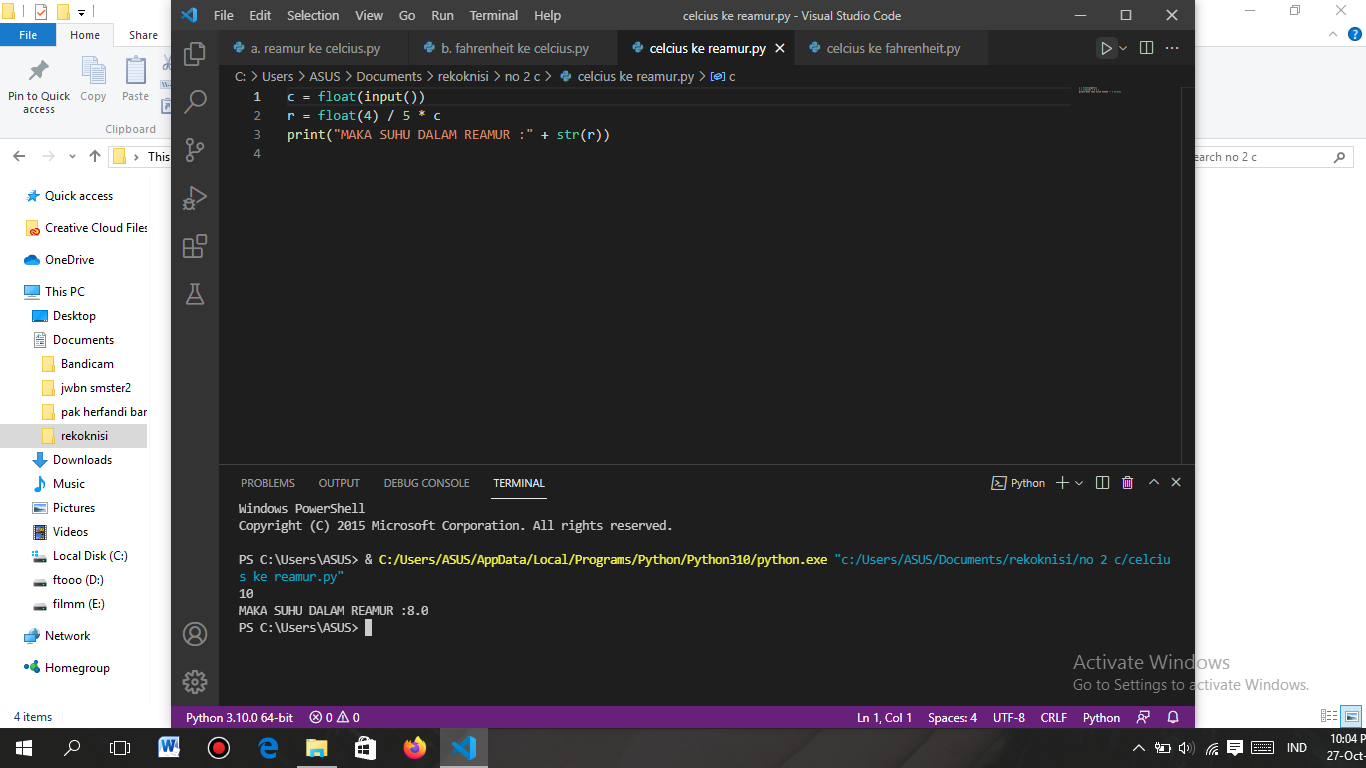 File Edit Selection View Go Run Terminal Help
celcius ke reamur.py - Visual Studio Code
File Home Share
Pin to Quick access
Copy
Paste
Clipboard
This
earch no 2 c
Quick access
Creative Cloud Files
OneDrive
This PC
Desktop
Documents
Bandicam
jwbn smster2
pak herfandi bar
rekoknisi
Downloads
Music
Pictures
Videos
Local Disk (C:)
ftooo (D:)
filmm (E:)
Network
Homegroup
4 items
a. reamur ke celcius.py
b. fahrenheit ke celcius.py
celcius ke reamur.py
celcius ke fahrenheit.py
C: > Users > ASUS > Documents > rekoknisi > no 2 c > celcius ke reamur.py > c
1 c = float(input())
2 r = float(4) / 5 * c
3 print("MAKA SUHU DALAM REAMUR :" + str(r))
4
PROBLEMS OUTPUT DEBUG CONSOLE TERMINAL
Python
Windows PowerShell
Copyright (C) 2015 Microsoft Corporation. All rights reserved.
PS C:\Users\ASUS> & C:/Users/ASUS/AppData/Local/Programs/Python/Python310/python.exe "c:/Users/ASUS/Documents/rekoknisi/no 2 c/celciu
s ke reamur.py"
10
MAKA SUHU DALAM REAMUR :8.0
PS C:\Users\ASUS>
Activate Windows
Go to Settings to activate Windows.
Python 3.10.0 64-bit 0 0
Ln 1, Col 1 Spaces: 4 UTF-8 CRLF Python
IND
10:04 P
27-Oct-